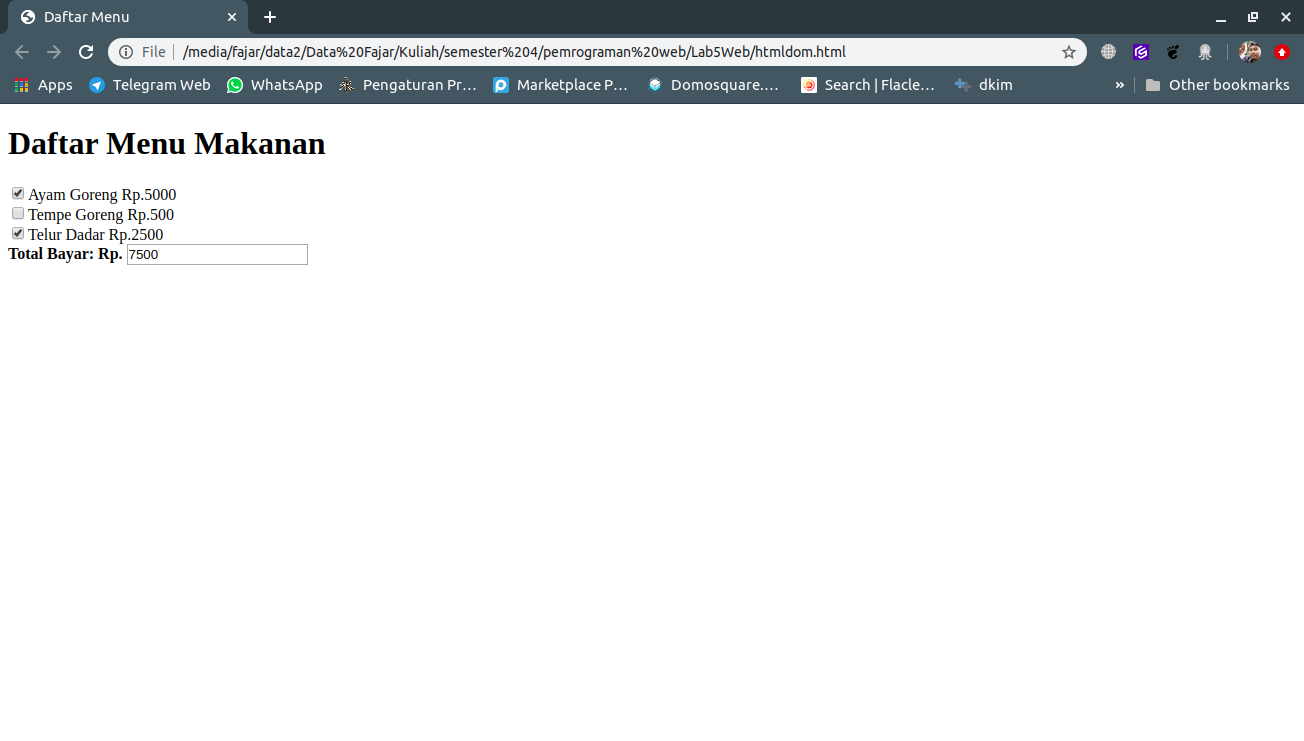 Daftar Menu
File /media/fajar/data2/Data%20Fajar/Kuliah/semester%204/pemrograman%20web/Lab5Web/htmldom.html
Apps Telegram Web WhatsApp Pengaturan Pr... Marketplace P... Domosquare.... Search | Flacle... dkim » Other bookmarks
Daftar Menu Makanan
Ayam Goreng Rp.5000
Tempe Goreng Rp.500
Telur Dadar Rp.2500
Total Bayar: Rp. 7500